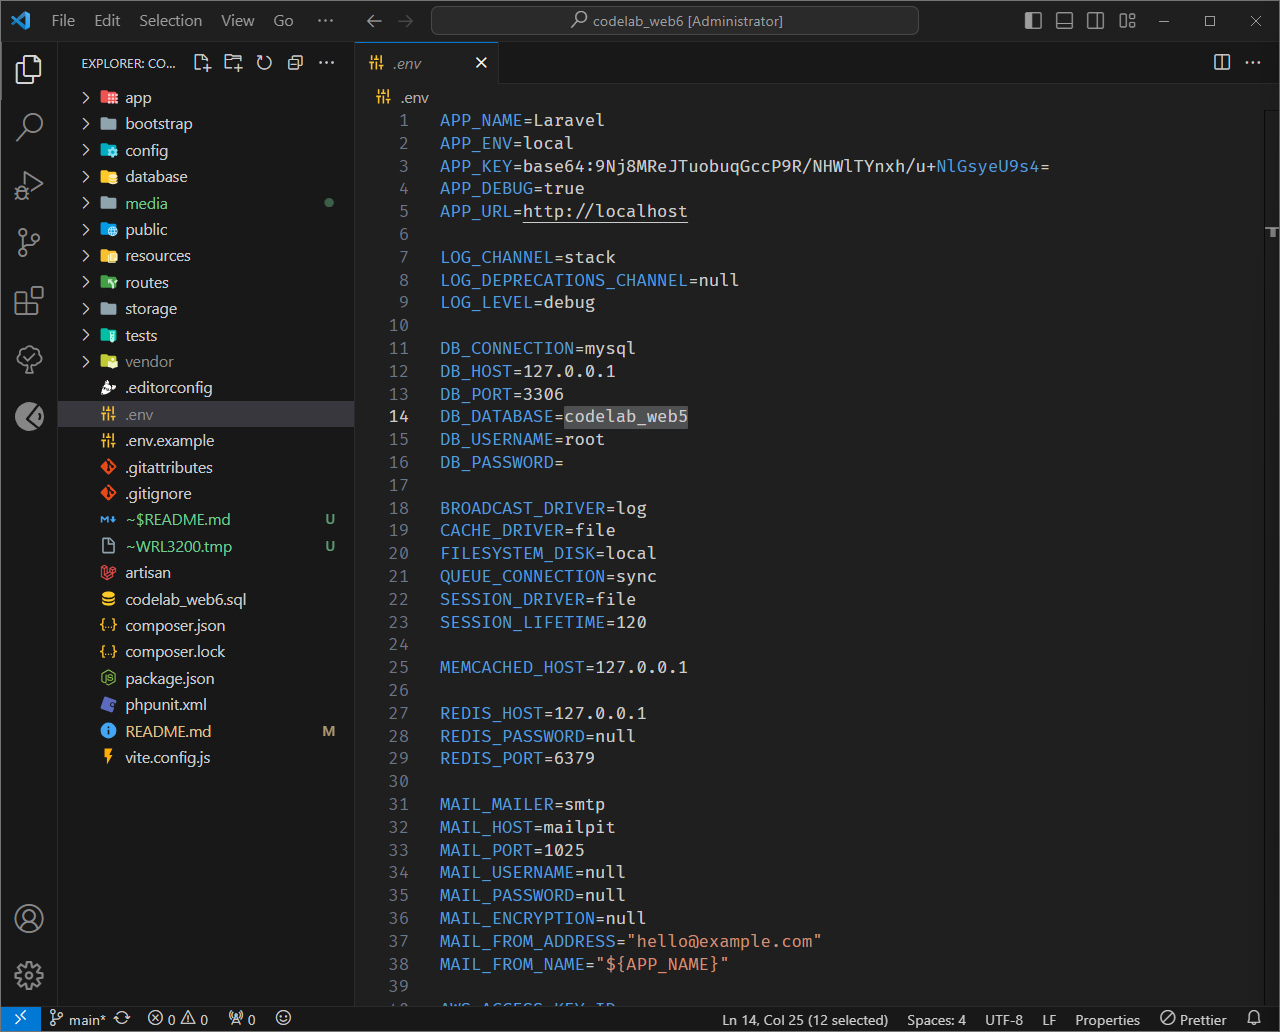 File Edit Selection View Go ··· codelab_web6 [Administrator]
EXPLORER: CO...
app
bootstrap
config
database
media
public
resources
routes
storage
tests
vendor
.editorconfig
.env
.env.example
.gitattributes
.gitignore
~$README.md U
~WRL3200.tmp U
artisan
codelab_web6.sql
composer.json
composer.lock
package.json
phpunit.xml
README.md M
vite.config.js
.env
.env
1 APP_NAME=Laravel
2 APP_ENV=local
3 APP_KEY=base64:9Nj8MReJTuobuqGccP9R/NHWlTYnxh/u+NlGsyeU9s4=
4 APP_DEBUG=true
5 APP_URL=http://localhost
6
7 LOG_CHANNEL=stack
8 LOG_DEPRECATIONS_CHANNEL=null
9 LOG_LEVEL=debug
10
11 DB_CONNECTION=mysql
12 DB_HOST=127.0.0.1
13 DB_PORT=3306
14 DB_DATABASE=codelab_web5
15 DB_USERNAME=root
16 DB_PASSWORD=
17
18 BROADCAST_DRIVER=log
19 CACHE_DRIVER=file
20 FILESYSTEM_DISK=local
21 QUEUE_CONNECTION=sync
22 SESSION_DRIVER=file
23 SESSION_LIFETIME=120
24
25 MEMCACHED_HOST=127.0.0.1
26
27 REDIS_HOST=127.0.0.1
28 REDIS_PASSWORD=null
29 REDIS_PORT=6379
30
31 MAIL_MAILER=smtp
32 MAIL_HOST=mailpit
33 MAIL_PORT=1025
34 MAIL_USERNAME=null
35 MAIL_PASSWORD=null
36 MAIL_ENCRYPTION=null
37 MAIL_FROM_ADDRESS="hello@example.com"
38 MAIL_FROM_NAME="${APP_NAME}"
39
40 AWS_ACCESS_KEY_ID=
main* 0 0 0 Ln 14, Col 25 (12 selected) Spaces: 4 UTF-8 LF Properties Prettier